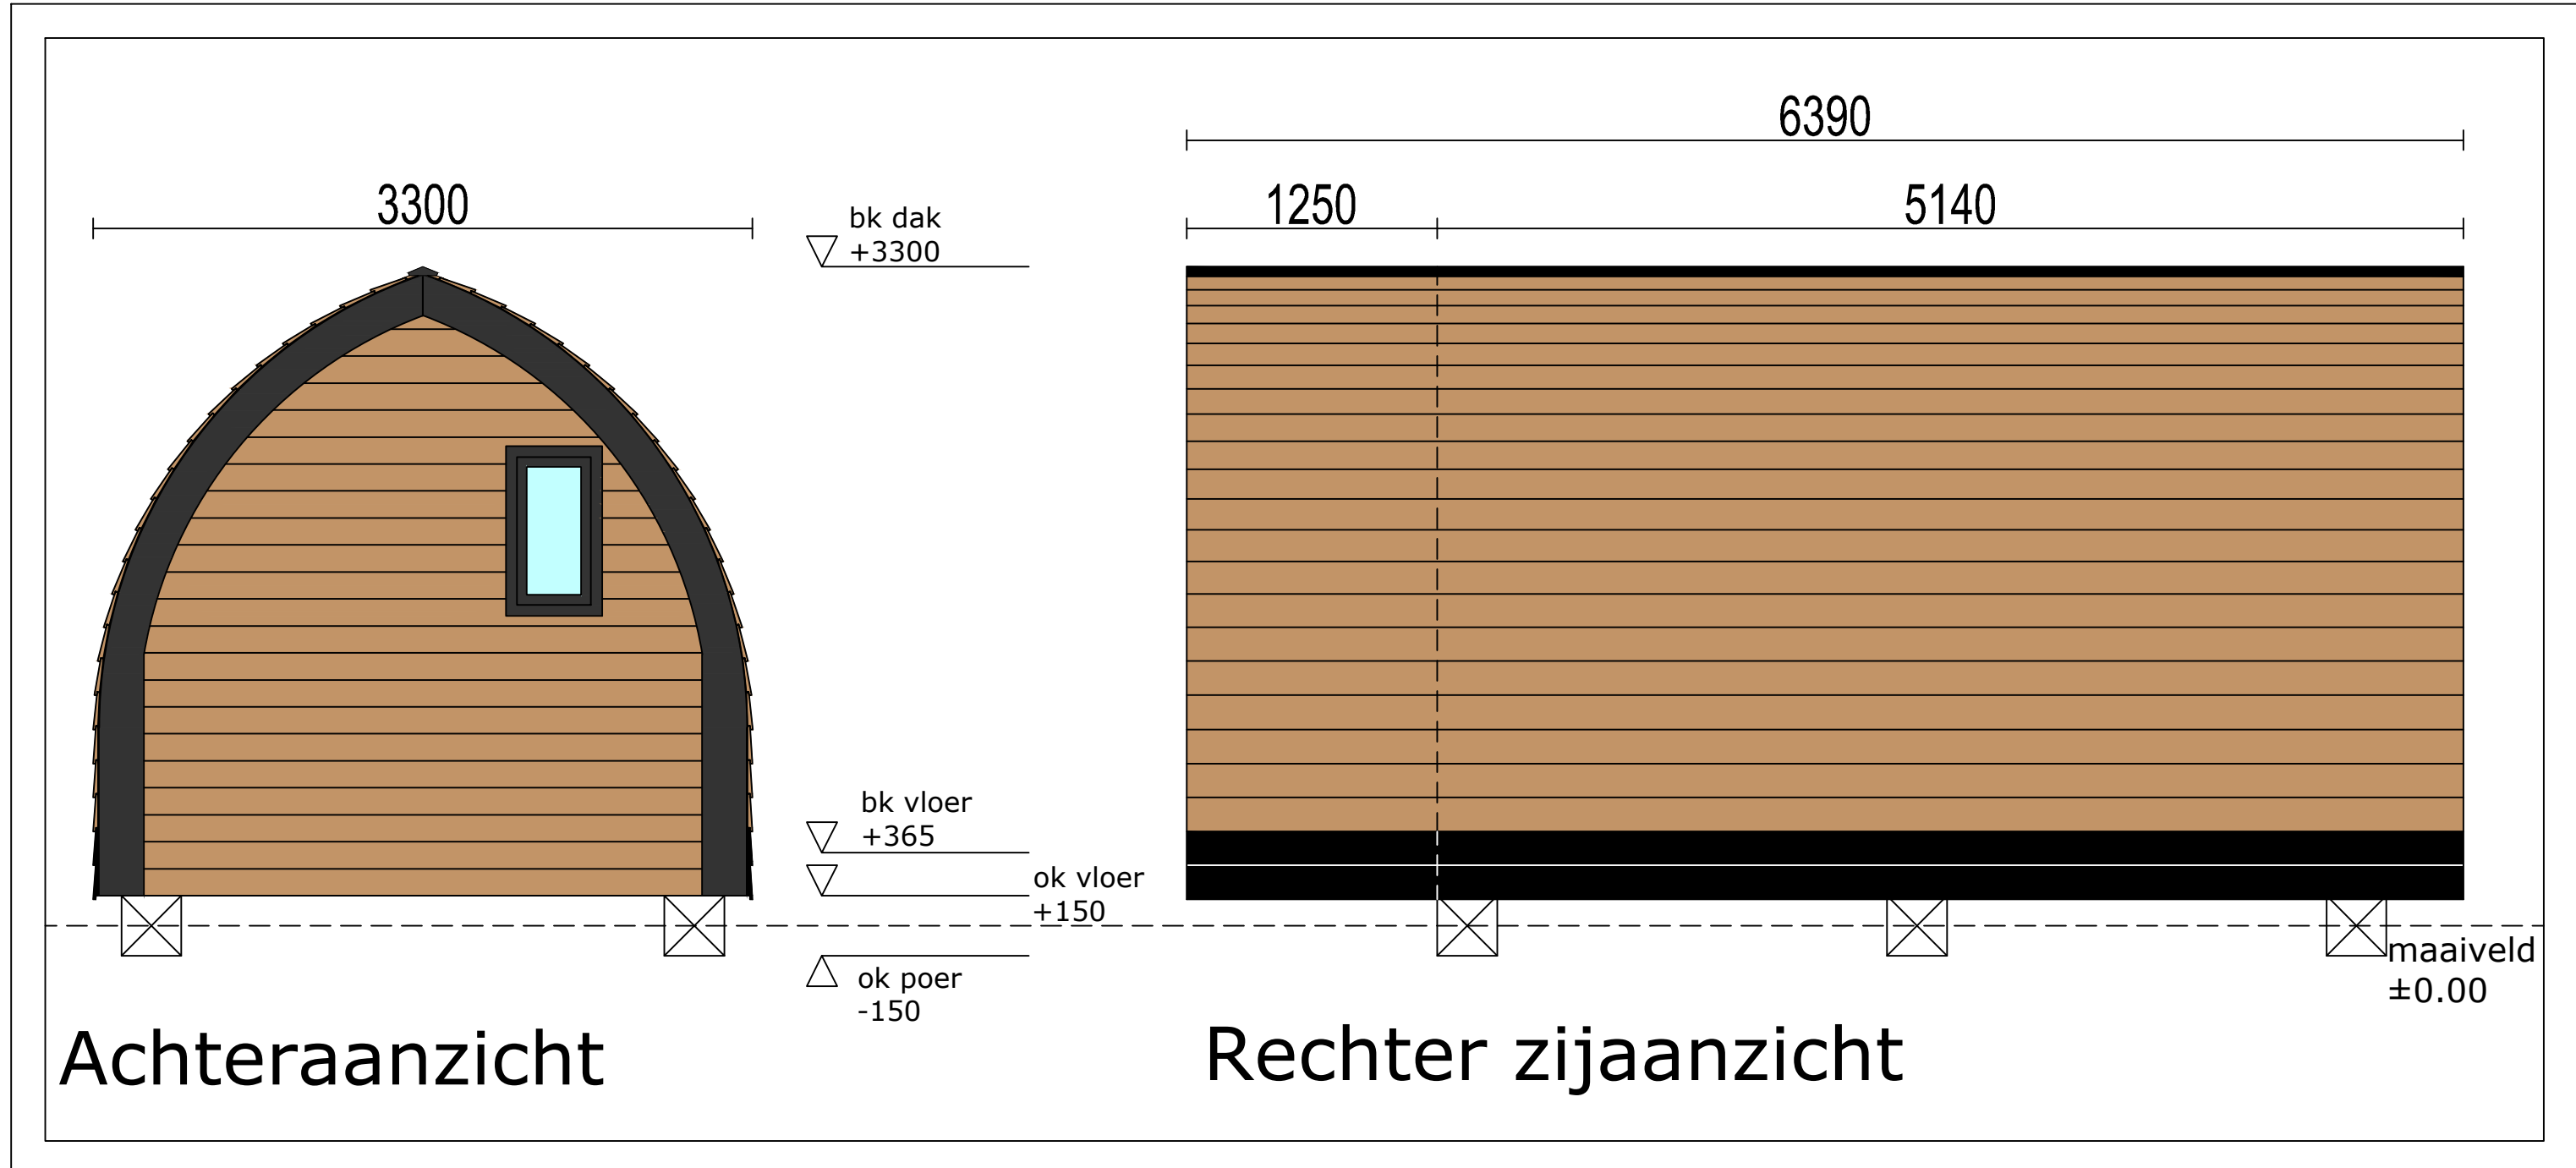 6390
3300
1250
5140
bk dak
+3300
bk vloer
+365
ok vloer
+150
maaiveld
±0.00
ok poer
-150
Achteraanzicht
Rechter zijaanzicht